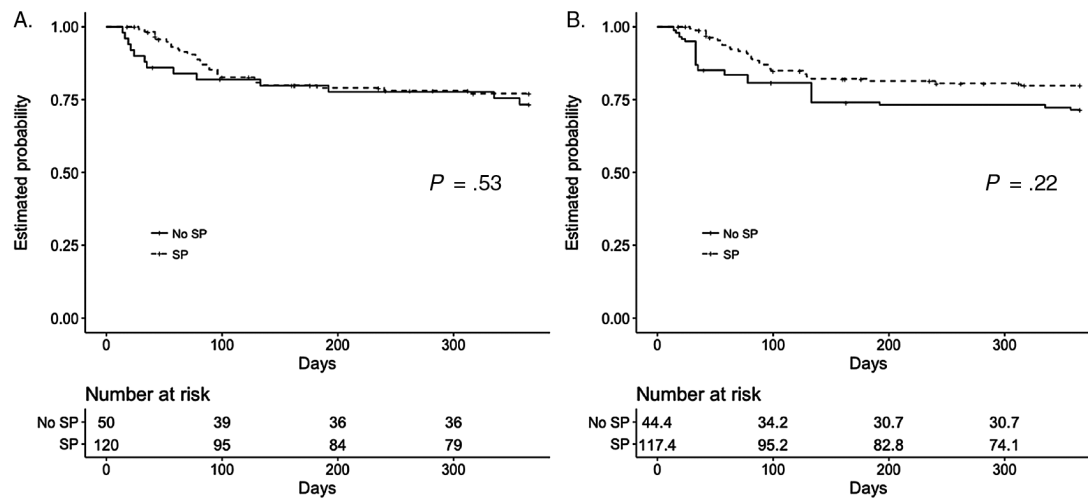 A.
1.00
0.75
0.50
0.25
0.00
Estimated probability
P = .53
No SP
SP
0 100 200 300
Days
Number at risk
No SP 50 39 36 36
SP 120 95 84 79
0 100 200 300
Days
B.
1.00
0.75
0.50
0.25
0.00
Estimated probability
P = .22
No SP
SP
0 100 200 300
Days
Number at risk
No SP 44.4 34.2 30.7 30.7
SP 117.4 95.2 82.8 74.1
0 100 200 300
Days